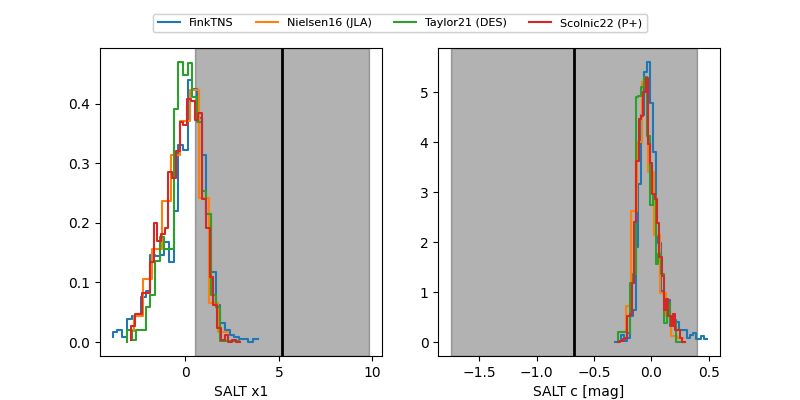 FinkTNS Nielsen16 (JLA) Taylor21 (DES) Scolnic22 (P+)
0.4
0.3
0.2
0.1
0.0
0 5 10
SALT x1
5
4
3
2
1
0
−1.5 −1.0 −0.5 0.0 0.5
SALT c [mag]